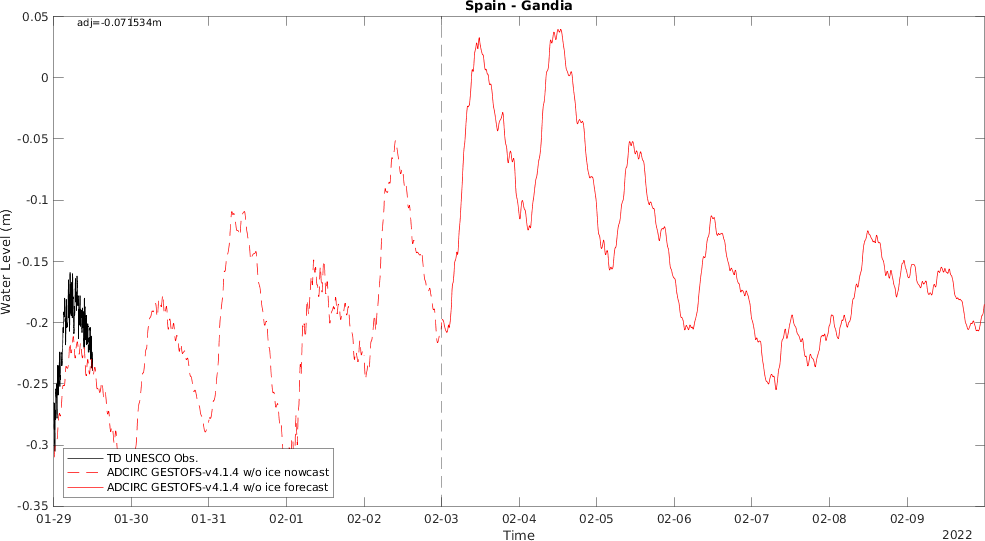 Spain - Gandia
adj=-0.071534m
0.05
0
-0.05
-0.1
-0.15
-0.2
-0.25
-0.3
-0.35
Water Level (m)
TD UNESCO Obs.
ADCIRC GESTOFS-v4.1.4 w/o ice nowcast
ADCIRC GESTOFS-v4.1.4 w/o ice forecast
01-29 01-30 01-31 02-01 02-02 02-03 02-04 02-05 02-06 02-07 02-08 02-09
Time
2022